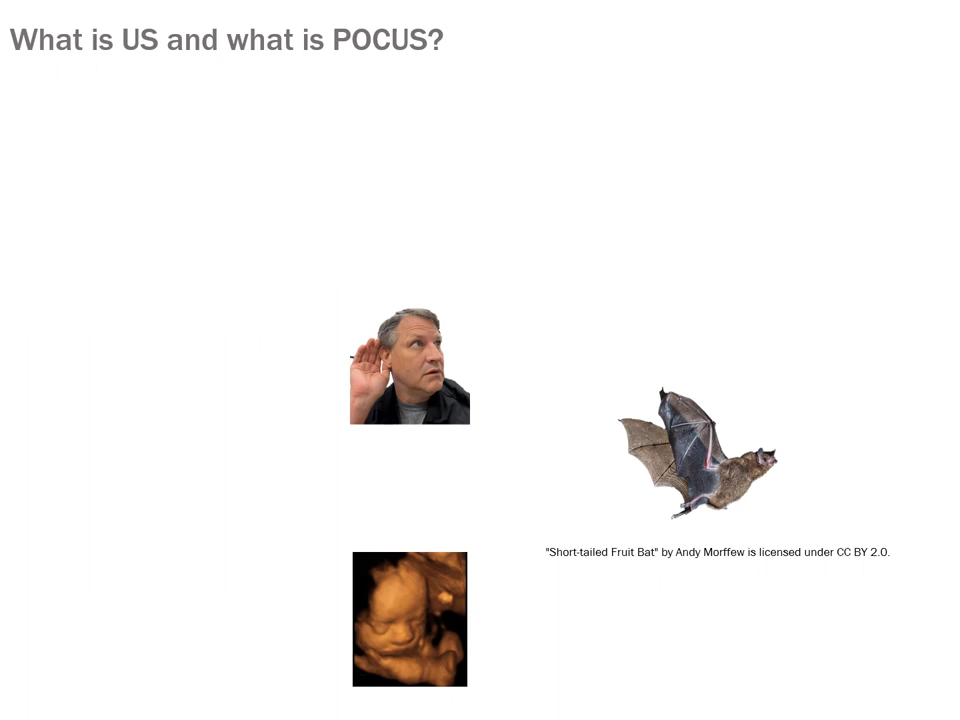 What is US and what is POCUS?
"Short-tailed Fruit Bat" by Andy Morffew is licensed under CC BY 2.0.